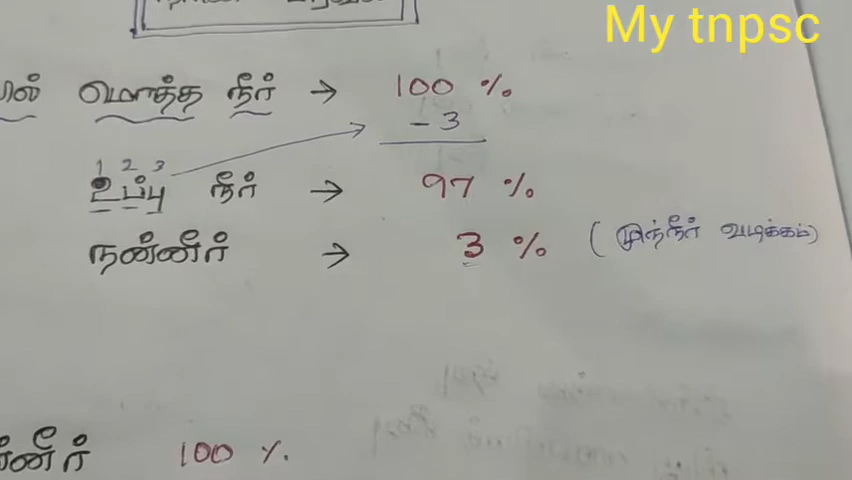 My tnpsc
மொத்த நீர் → 100 %
- 3
1 2 3
உப்பு நீர் → 97 %
நன்னீர் → 3 % (முந்நீர் வடிக்கம்)
100 %